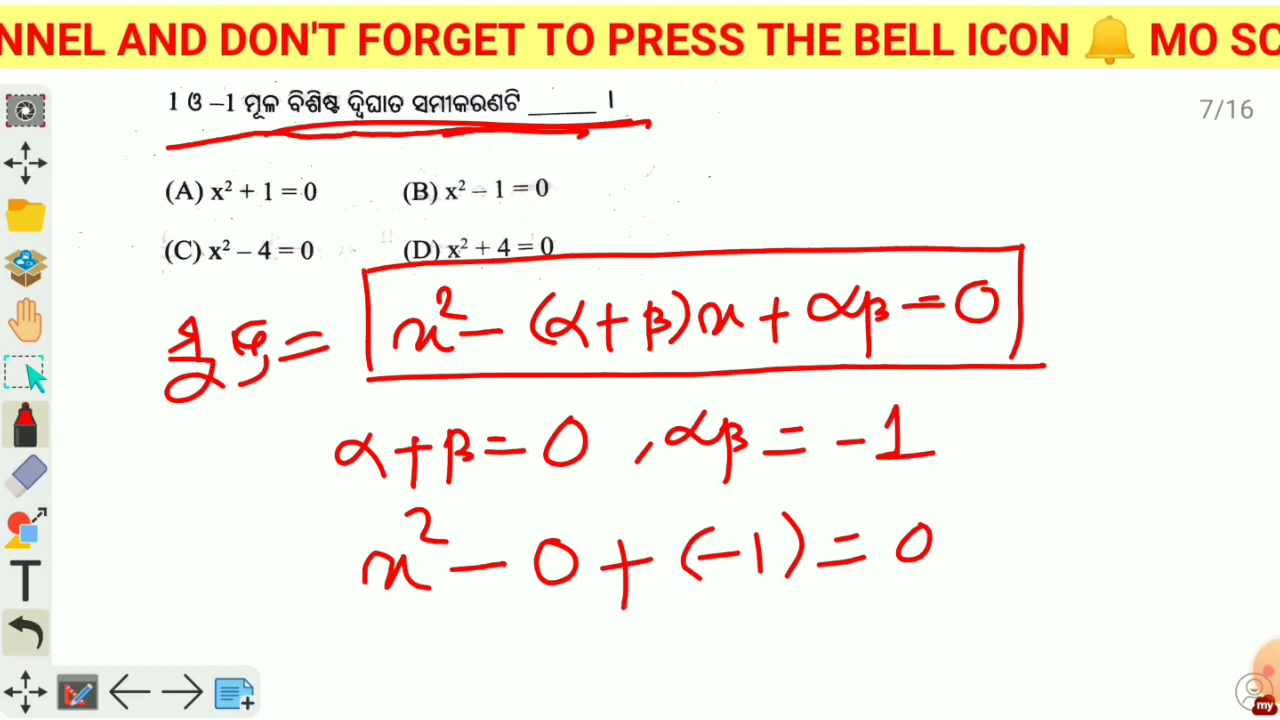 NNEL AND DON'T FORGET TO PRESS THE BELL ICON 🔔 MO SC
1 ଓ –1 ମୂଳ ବିଶିଷ୍ଟ ଦ୍ୱିଘାତ ସମୀକରଣଟି ______ ।
7/16
(A) x² + 1 = 0 (B) x² – 1 = 0
(C) x² – 4 = 0 (D) x² + 4 = 0
= x² – (α + β)x + αβ = 0
α + β = 0 , αβ = –1
x² – 0 + (–1) = 0
T
my